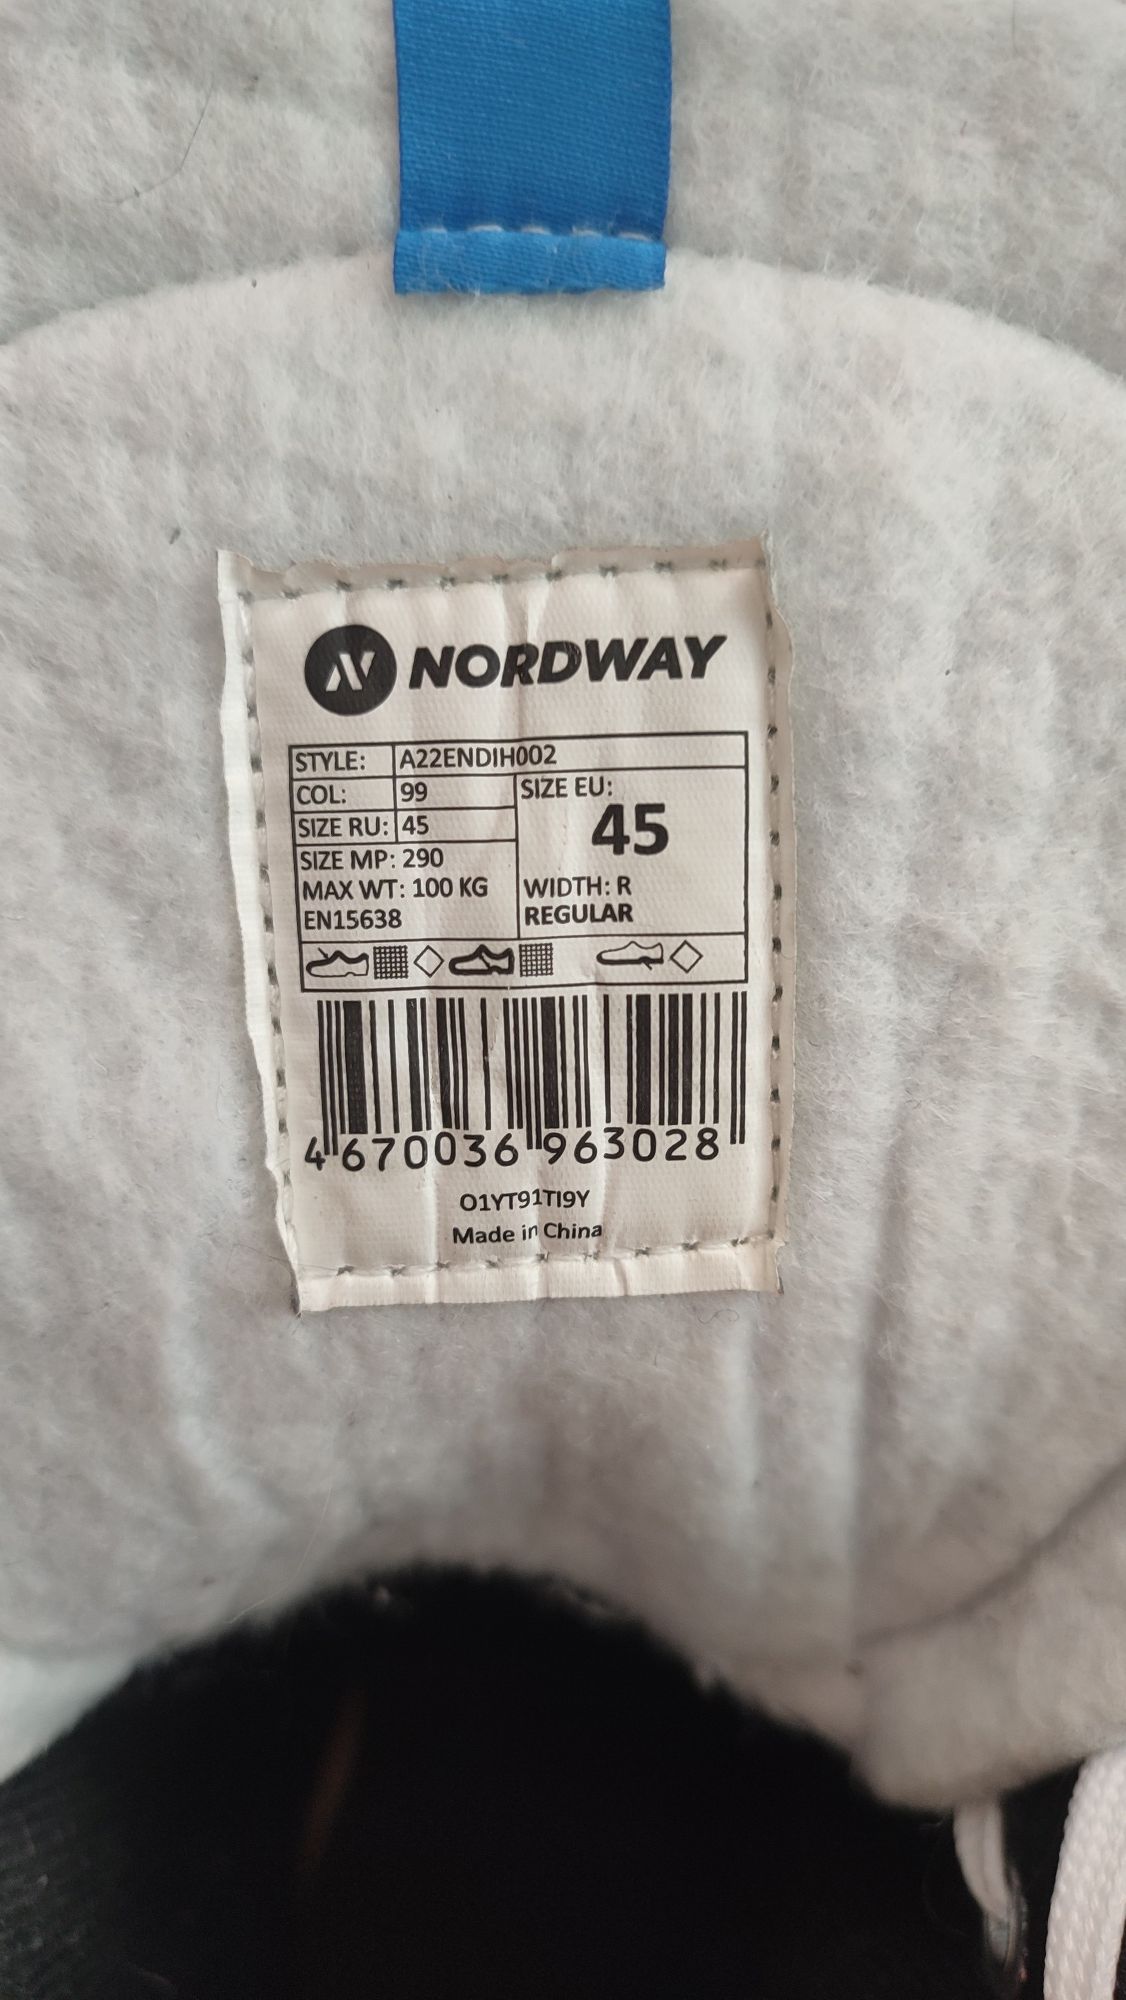 NORDWAY
STYLE: A22ENDIH002
COL: 99
SIZE RU: 45
SIZE MP: 290
MAX WT: 100 KG
EN15638
SIZE EU:
45
WIDTH: R
REGULAR
4 670036 963028
O1YT91TI9Y
Made in China